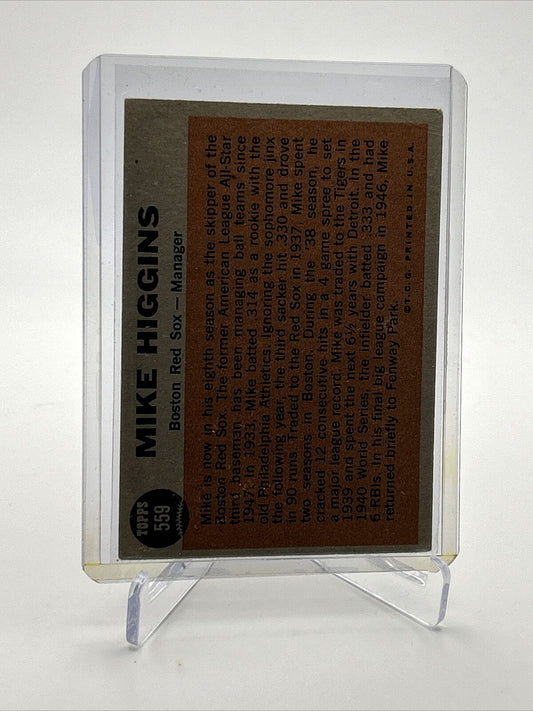 TOPPS
559
MIKE HIGGINS
Boston Red Sox — Manager
Mike is now in his eighth season as the skipper of the
Boston Red Sox. The former American League All-Star
third baseman has been managing ball teams since
1947. In 1933, Mike batted .314 as a rookie with the
old Philadelphia Athletics. Ignoring the sophomore jinx
the following year, the third sacker hit .330 and drove
in 90 runs. Traded to the Red Sox in 1937, Mike spent
two seasons in Boston. During the '38 season, he
cracked 12 consecutive hits in a 4 game spree to set
a major league record. Mike was traded to the Tigers in
1939 and spent the next 6½ years with Detroit. In the
1940 World Series, the infielder batted .333 and had
6 RBIs. In his final big league campaign in 1946, Mike
returned briefly to Fenway Park.
©T.C.G. PRINTED IN U.S.A.